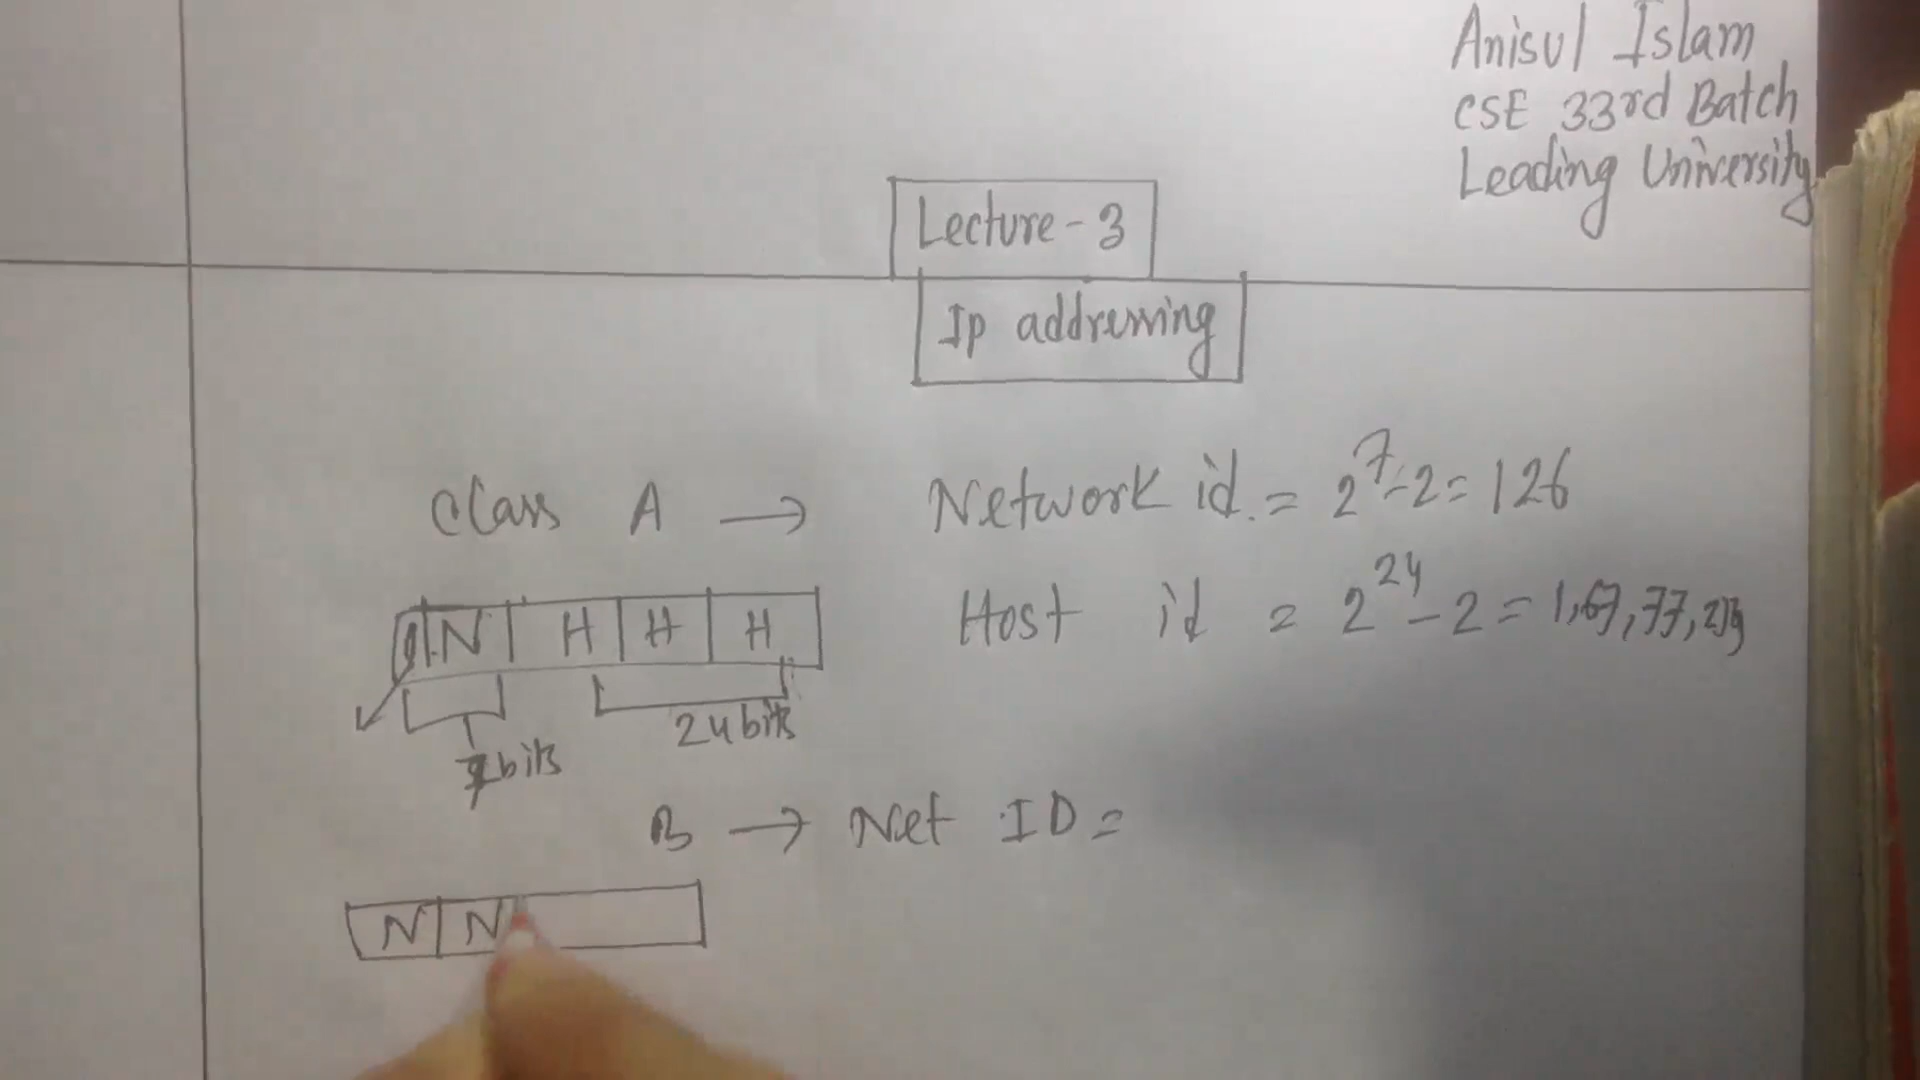 Anisul Islam
CSE 33rd Batch
Leading University
Lecture-3
Ip addressing
Class A → Network id. = 2^7-2 = 126
N | H | H | H
Host id = 2^24 - 2 = 1,67,77,214
7 bits
24 bits
B → Net ID =
N | N